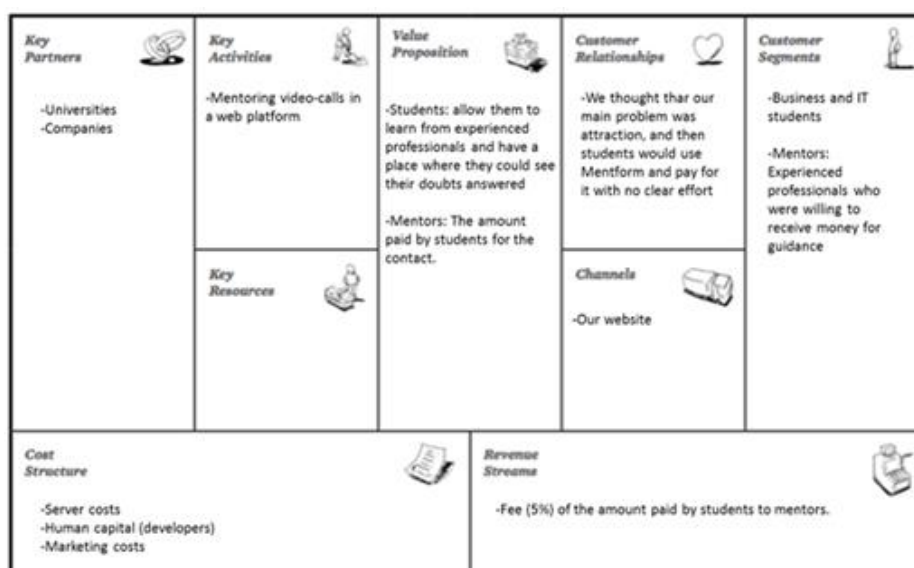 Key
Partners
-Universities
-Companies
Key
Activities
-Mentoring video-calls in
a web platform
Key
Resources
Value
Proposition
-Students: allow them to
learn from experienced
professionals and have a
place where they could see
their doubts answered
-Mentors: The amount
paid by students for the
contact.
Customer
Relationships
-We thought thar our
main problem was
attraction, and then
students would use
Mentform and pay for
it with no clear effort
Channels
-Our website
Customer
Segments
-Business and IT
students
-Mentors:
Experienced
professionals who
were willing to
receive money for
guidance
Cost
Structure
-Server costs
-Human capital (developers)
-Marketing costs
Revenue
Streams
-Fee (5%) of the amount paid by students to mentors.